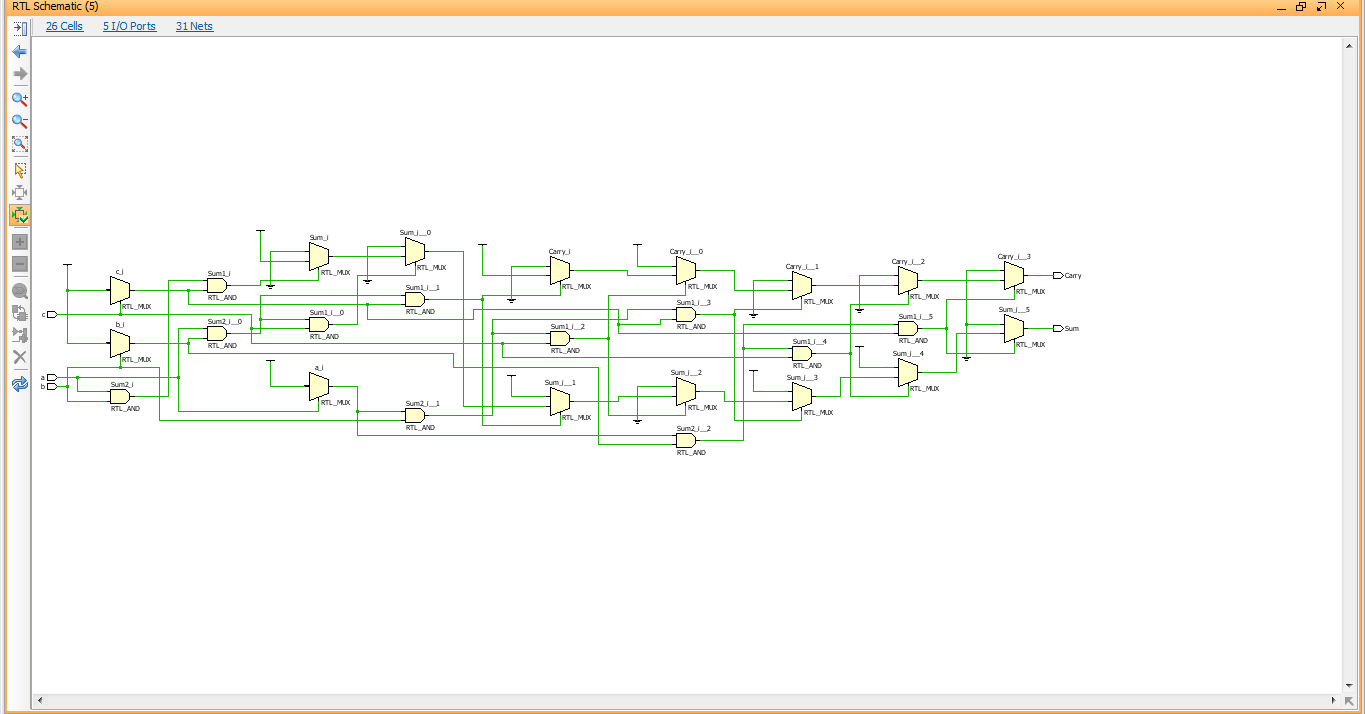 RTL Schematic (5)
26 Cells 5 I/O Ports 31 Nets
Sum_i__0
Sum_i
RTL_MUX
RTL_MUX
Carry_i
Carry_i__0
Carry_i__1
Carry_i__2
Carry_i__3
RTL_MUX
RTL_MUX
RTL_MUX
RTL_MUX
RTL_MUX
Carry
c_i
RTL_MUX
Sum1_i
RTL_AND
Sum1_i__1
RTL_AND
Sum1_i__0
RTL_AND
Sum1_i__3
RTL_AND
Sum1_i__2
RTL_AND
Sum1_i__5
RTL_AND
Sum_i__5
RTL_MUX
Sum
c
b_i
RTL_MUX
Sum2_i__0
RTL_AND
Sum1_i__4
RTL_AND
Sum_i__4
RTL_MUX
a
b
Sum2_i
RTL_AND
a_i
RTL_MUX
Sum2_i__1
RTL_AND
Sum_i__1
RTL_MUX
Sum_i__2
RTL_MUX
Sum_i__3
RTL_MUX
Sum2_i__2
RTL_AND